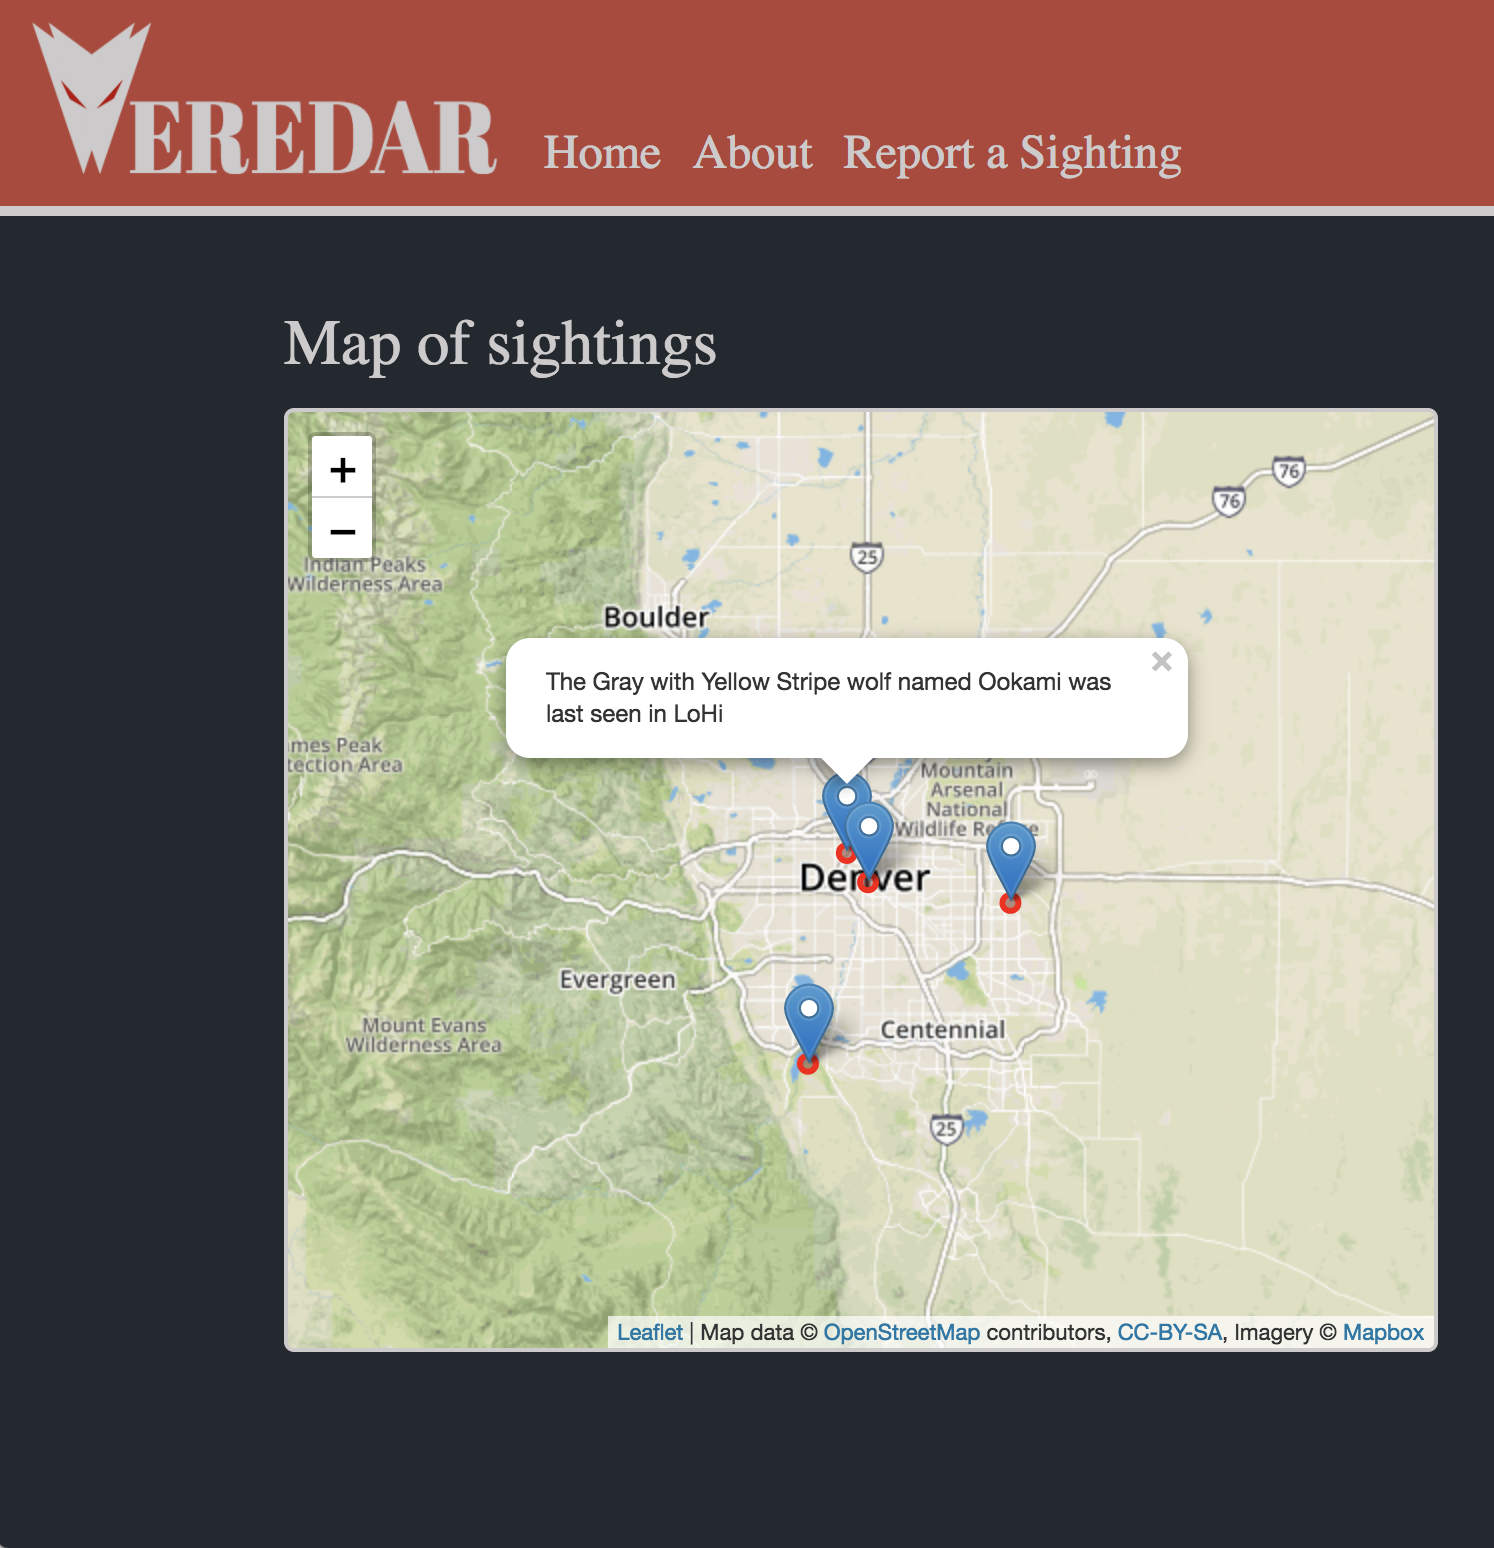 VEREDAR
Home About Report a Sighting
Map of sightings
+
−
76
76
25
Indian Peaks
Wilderness Area
Boulder
×
The Gray with Yellow Stripe wolf named Ookami was
last seen in LoHi
ames Peak
tection Area
Mountain
Arsenal
National
Wildlife
Denver
Evergreen
Mount Evans
Wilderness Area
Centennial
25
Leaflet | Map data © OpenStreetMap contributors, CC-BY-SA, Imagery © Mapbox